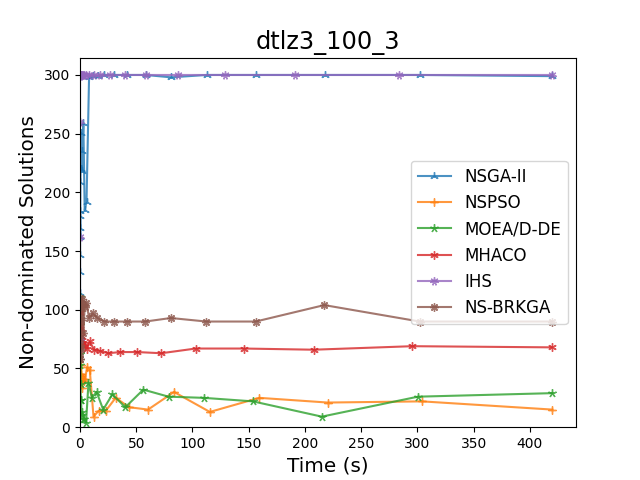 dtlz3_100_3
Non-dominated Solutions
300
250
200
150
100
50
0
NSGA-II
NSPSO
MOEA/D-DE
MHACO
IHS
NS-BRKGA
0 50 100 150 200 250 300 350 400
Time (s)